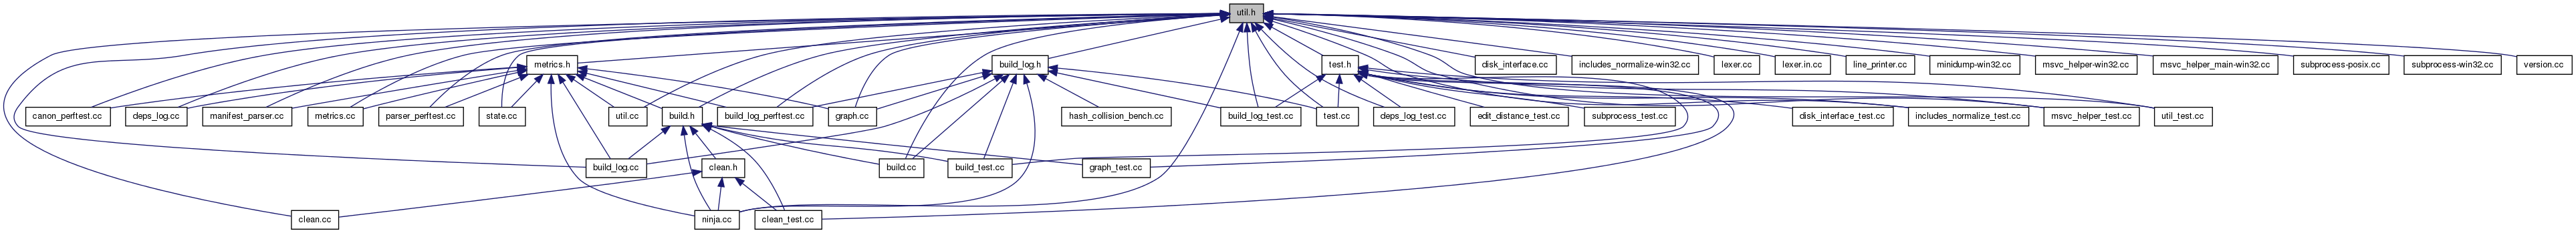 util.h
metrics.h
build_log.h
test.h
disk_interface.cc
includes_normalize-win32.cc
lexer.cc
lexer.in.cc
line_printer.cc
minidump-win32.cc
msvc_helper-win32.cc
msvc_helper_main-win32.cc
subprocess-posix.cc
subprocess-win32.cc
version.cc
canon_perftest.cc
deps_log.cc
manifest_parser.cc
metrics.cc
parser_perftest.cc
state.cc
util.cc
build.h
build_log_perftest.cc
graph.cc
hash_collision_bench.cc
build_log_test.cc
test.cc
deps_log_test.cc
edit_distance_test.cc
subprocess_test.cc
disk_interface_test.cc
includes_normalize_test.cc
msvc_helper_test.cc
util_test.cc
build_log.cc
clean.h
build.cc
build_test.cc
graph_test.cc
clean.cc
ninja.cc
clean_test.cc